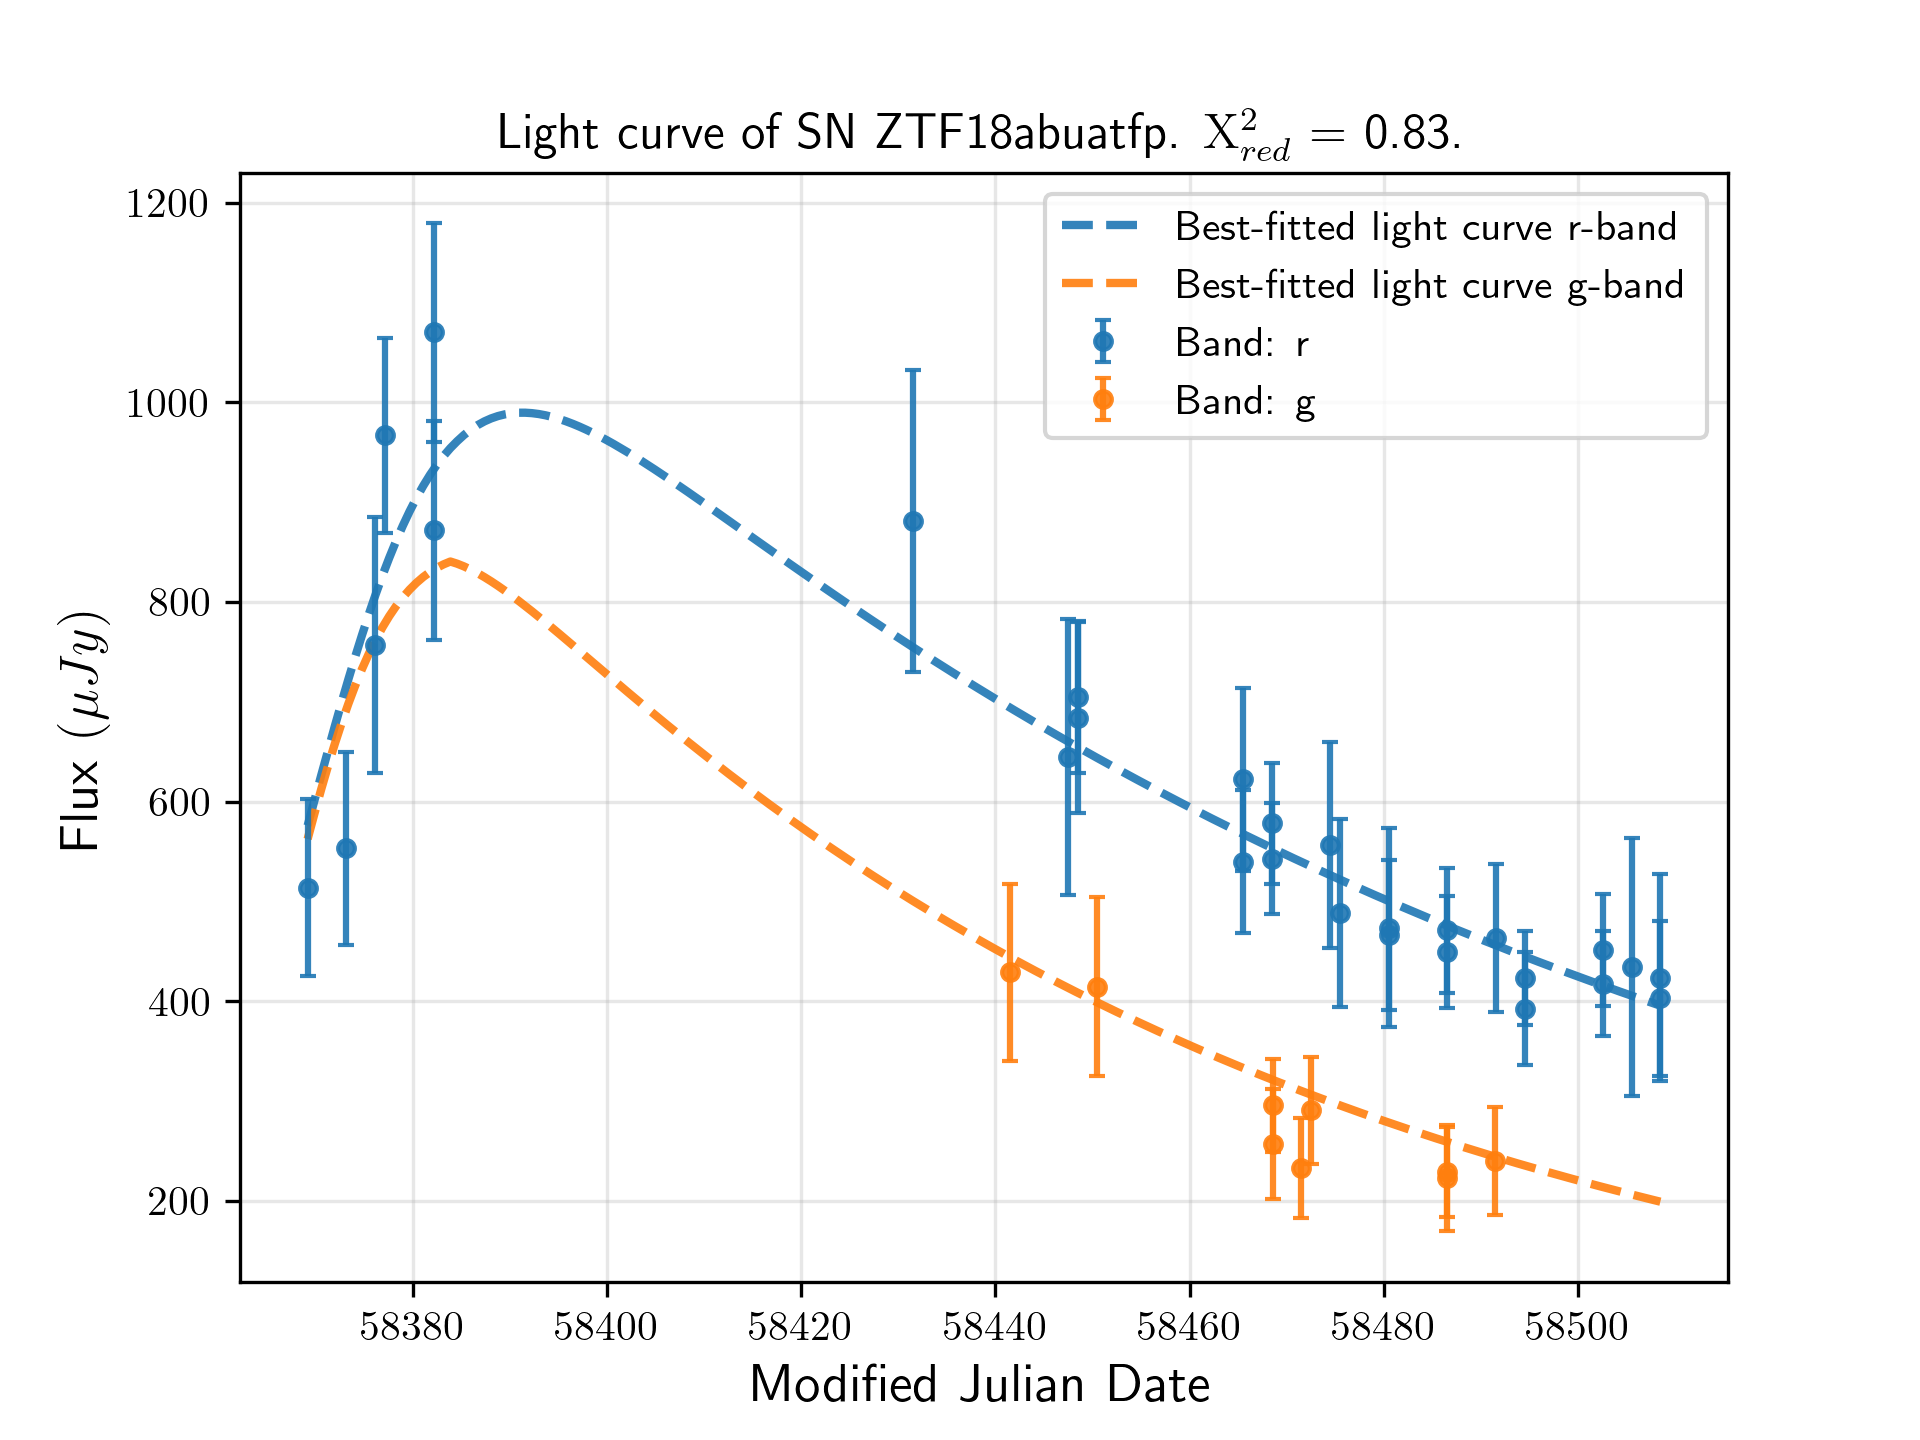 Light curve of SN ZTF18abuatfp. X²_red = 0.83.
1200
1000
800
600
400
200
Flux (μJy)
Best-fitted light curve r-band
Best-fitted light curve g-band
Band: r
Band: g
58380 58400 58420 58440 58460 58480 58500
Modified Julian Date